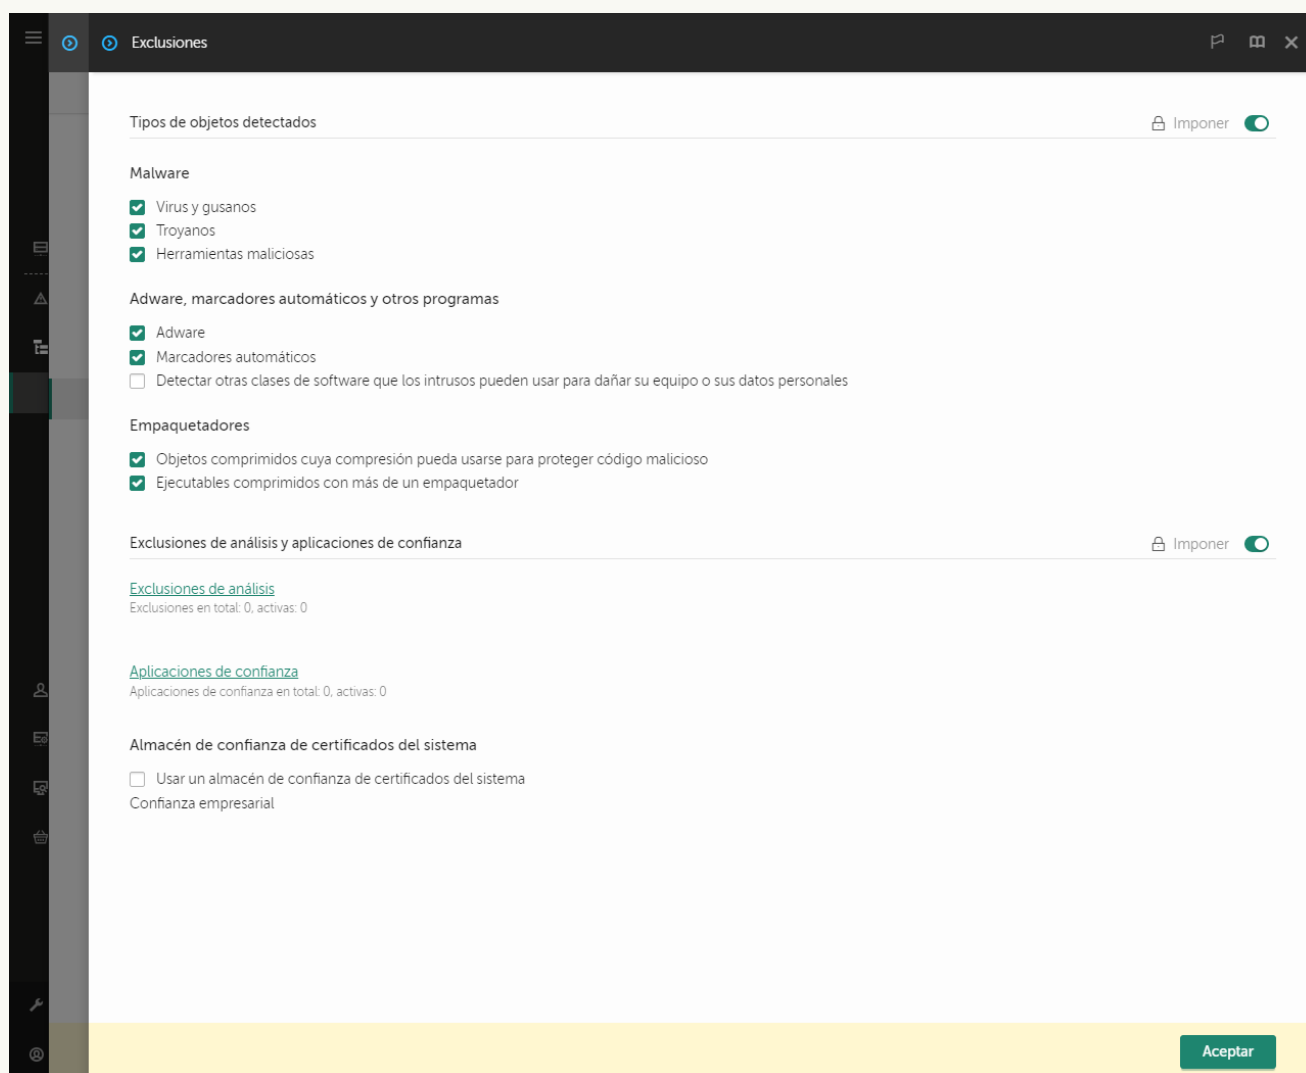 Exclusiones
Tipos de objetos detectados
Imponer
Malware
Virus y gusanos
Troyanos
Herramientas maliciosas
Adware, marcadores automáticos y otros programas
Adware
Marcadores automáticos
Detectar otras clases de software que los intrusos pueden usar para dañar su equipo o sus datos personales
Empaquetadores
Objetos comprimidos cuya compresión pueda usarse para proteger código malicioso
Ejecutables comprimidos con más de un empaquetador
Exclusiones de análisis y aplicaciones de confianza
Imponer
Exclusiones de análisis
Exclusiones en total: 0, activas: 0
Aplicaciones de confianza
Aplicaciones de confianza en total: 0, activas: 0
Almacén de confianza de certificados del sistema
Usar un almacén de confianza de certificados del sistema
Confianza empresarial
Aceptar